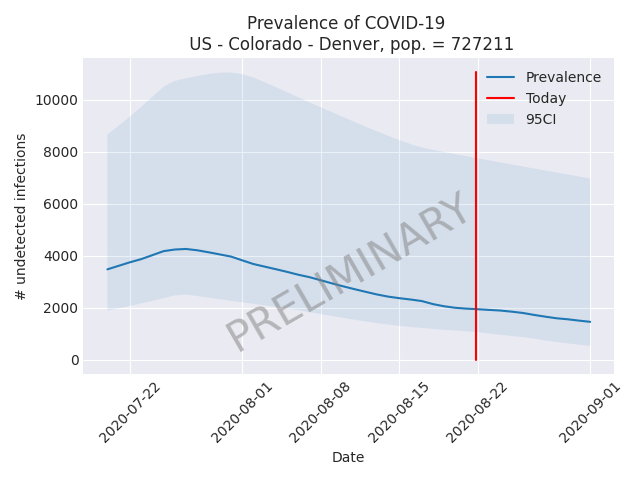 Prevalence of COVID-19
US - Colorado - Denver, pop. = 727211
Prevalence
Today
95CI
# undetected infections
10000
8000
6000
4000
2000
0
PRELIMINARY
2020-07-22
2020-08-01
2020-08-08
2020-08-15
2020-08-22
2020-09-01
Date